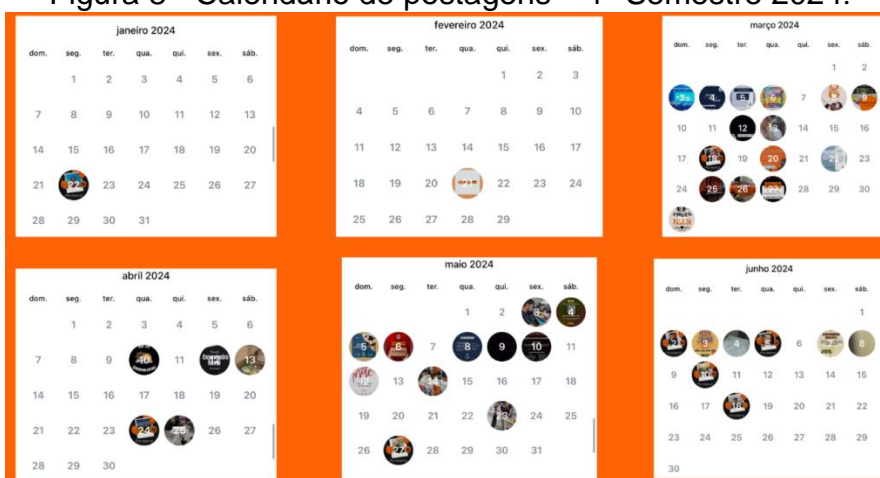 Figura - Calendário de postagens - Semestre 2024.
janeiro 2024
dom. seg. ter. qua. qui. sex. sáb.
1 2 3 4 5 6
7 8 9 10 11 12 13
14 15 16 17 18 19 20
21 22 23 24 25 26 27
28 29 30 31
fevereiro 2024
dom. seg. ter. qua. qui. sex. sáb.
1 2 3
4 5 6 7 8 9 10
11 12 13 14 15 16 17
18 19 20 21 22 23 24
25 26 27 28 29
março 2024
dom. seg. ter. qua. qui. sex. sáb.
1 2
3 4 5 6 7 9
10 11 12 13 14 15 16
17 18 19 20 21 22 23
24 25 26 27 28 29 30
abril 2024
dom. seg. ter. qua. qui. sex. sáb.
1 2 3 4 5 6
7 8 9 10 11 13
14 15 16 17 18 19 20
21 22 23 24 25 26 27
28 29 30
maio 2024
dom. seg. ter. qua. qui. sex. sáb.
1 2 3 4
5 6 7 8 9 10 11
12 13 14 15 16 17 18
19 20 21 22 23 24 25
26 27 28 29 30 31
junho 2024
dom. seg. ter. qua. qui. sex. sáb.
1
2 3 4 5 6 7 8
9 10 11 12 13 14 15
16 17 18 19 20 21 22
23 24 25 26 27 28 29
30